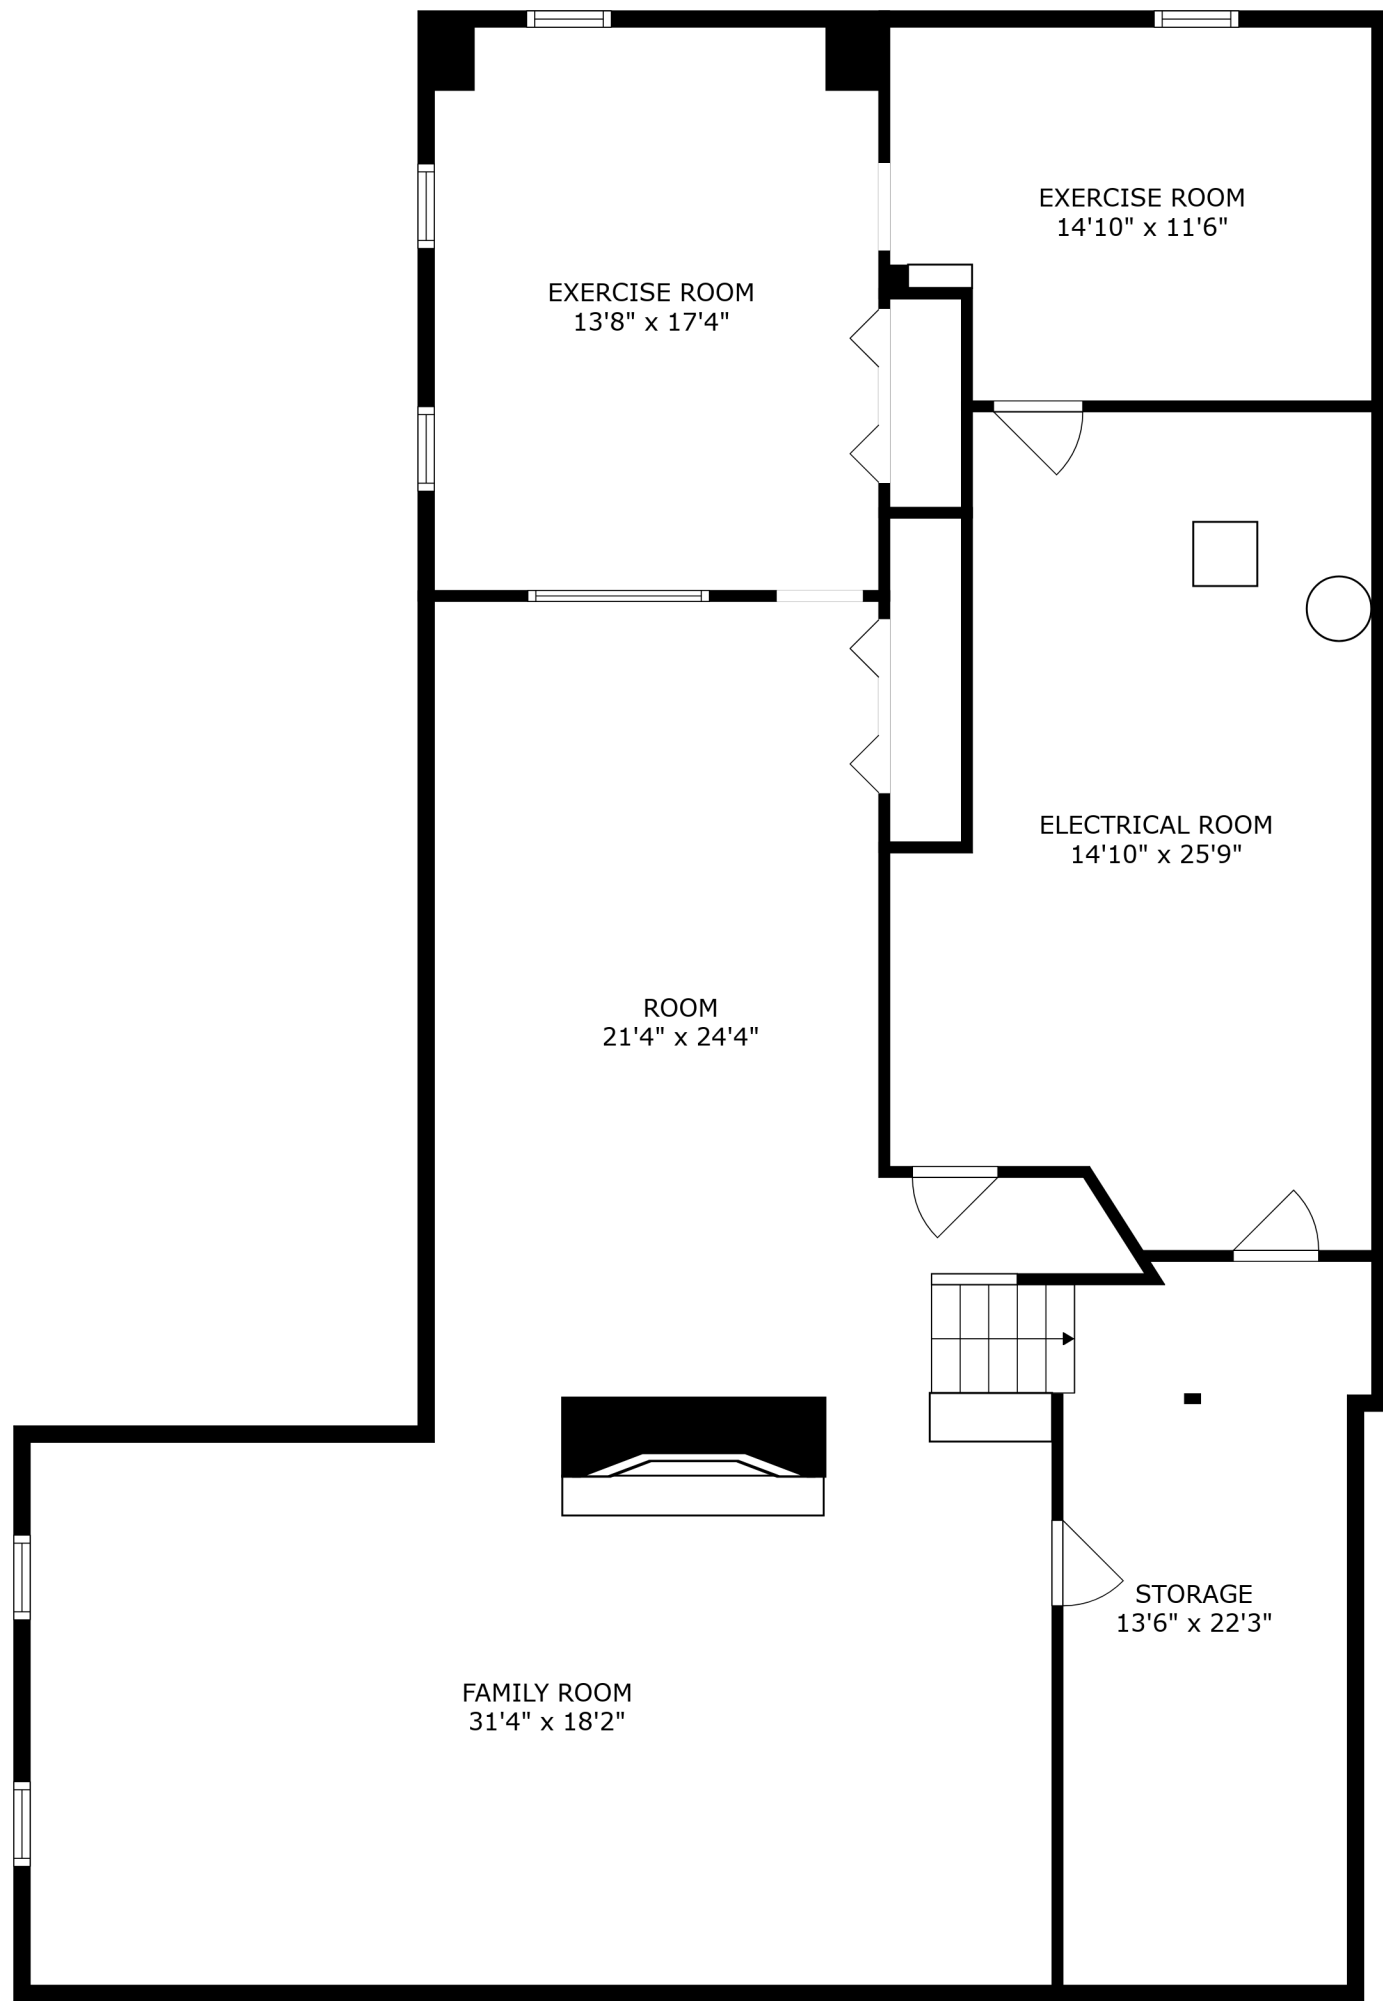 EXERCISE ROOM
14'10" x 11'6"
EXERCISE ROOM
13'8" x 17'4"
ELECTRICAL ROOM
14'10" x 25'9"
ROOM
21'4" x 24'4"
STORAGE
13'6" x 22'3"
FAMILY ROOM
31'4" x 18'2"